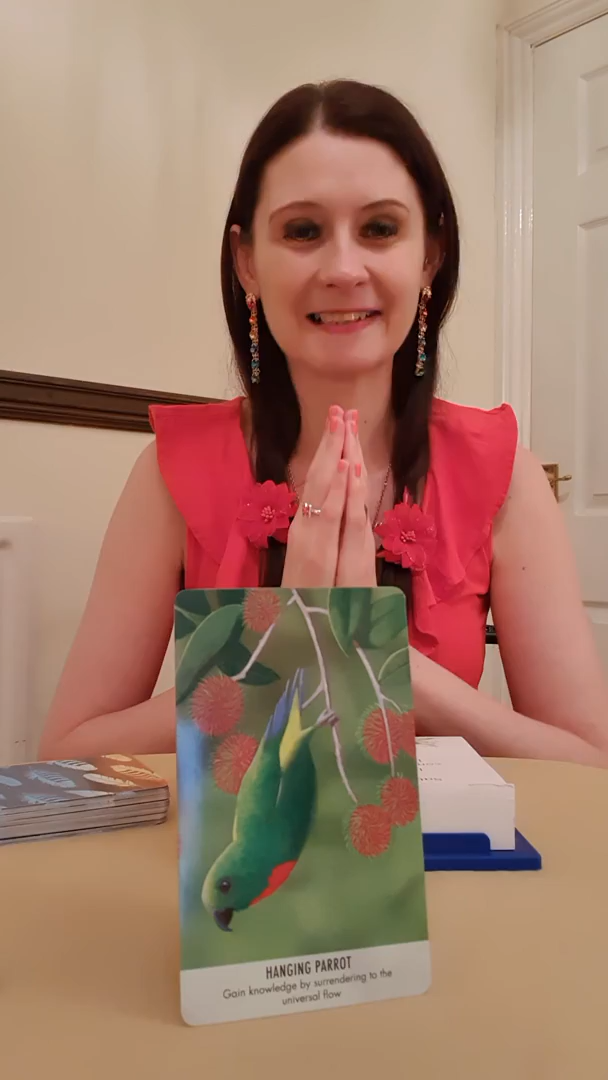 HANGING PARROT
Gain knowledge by surrendering to the
universal flow